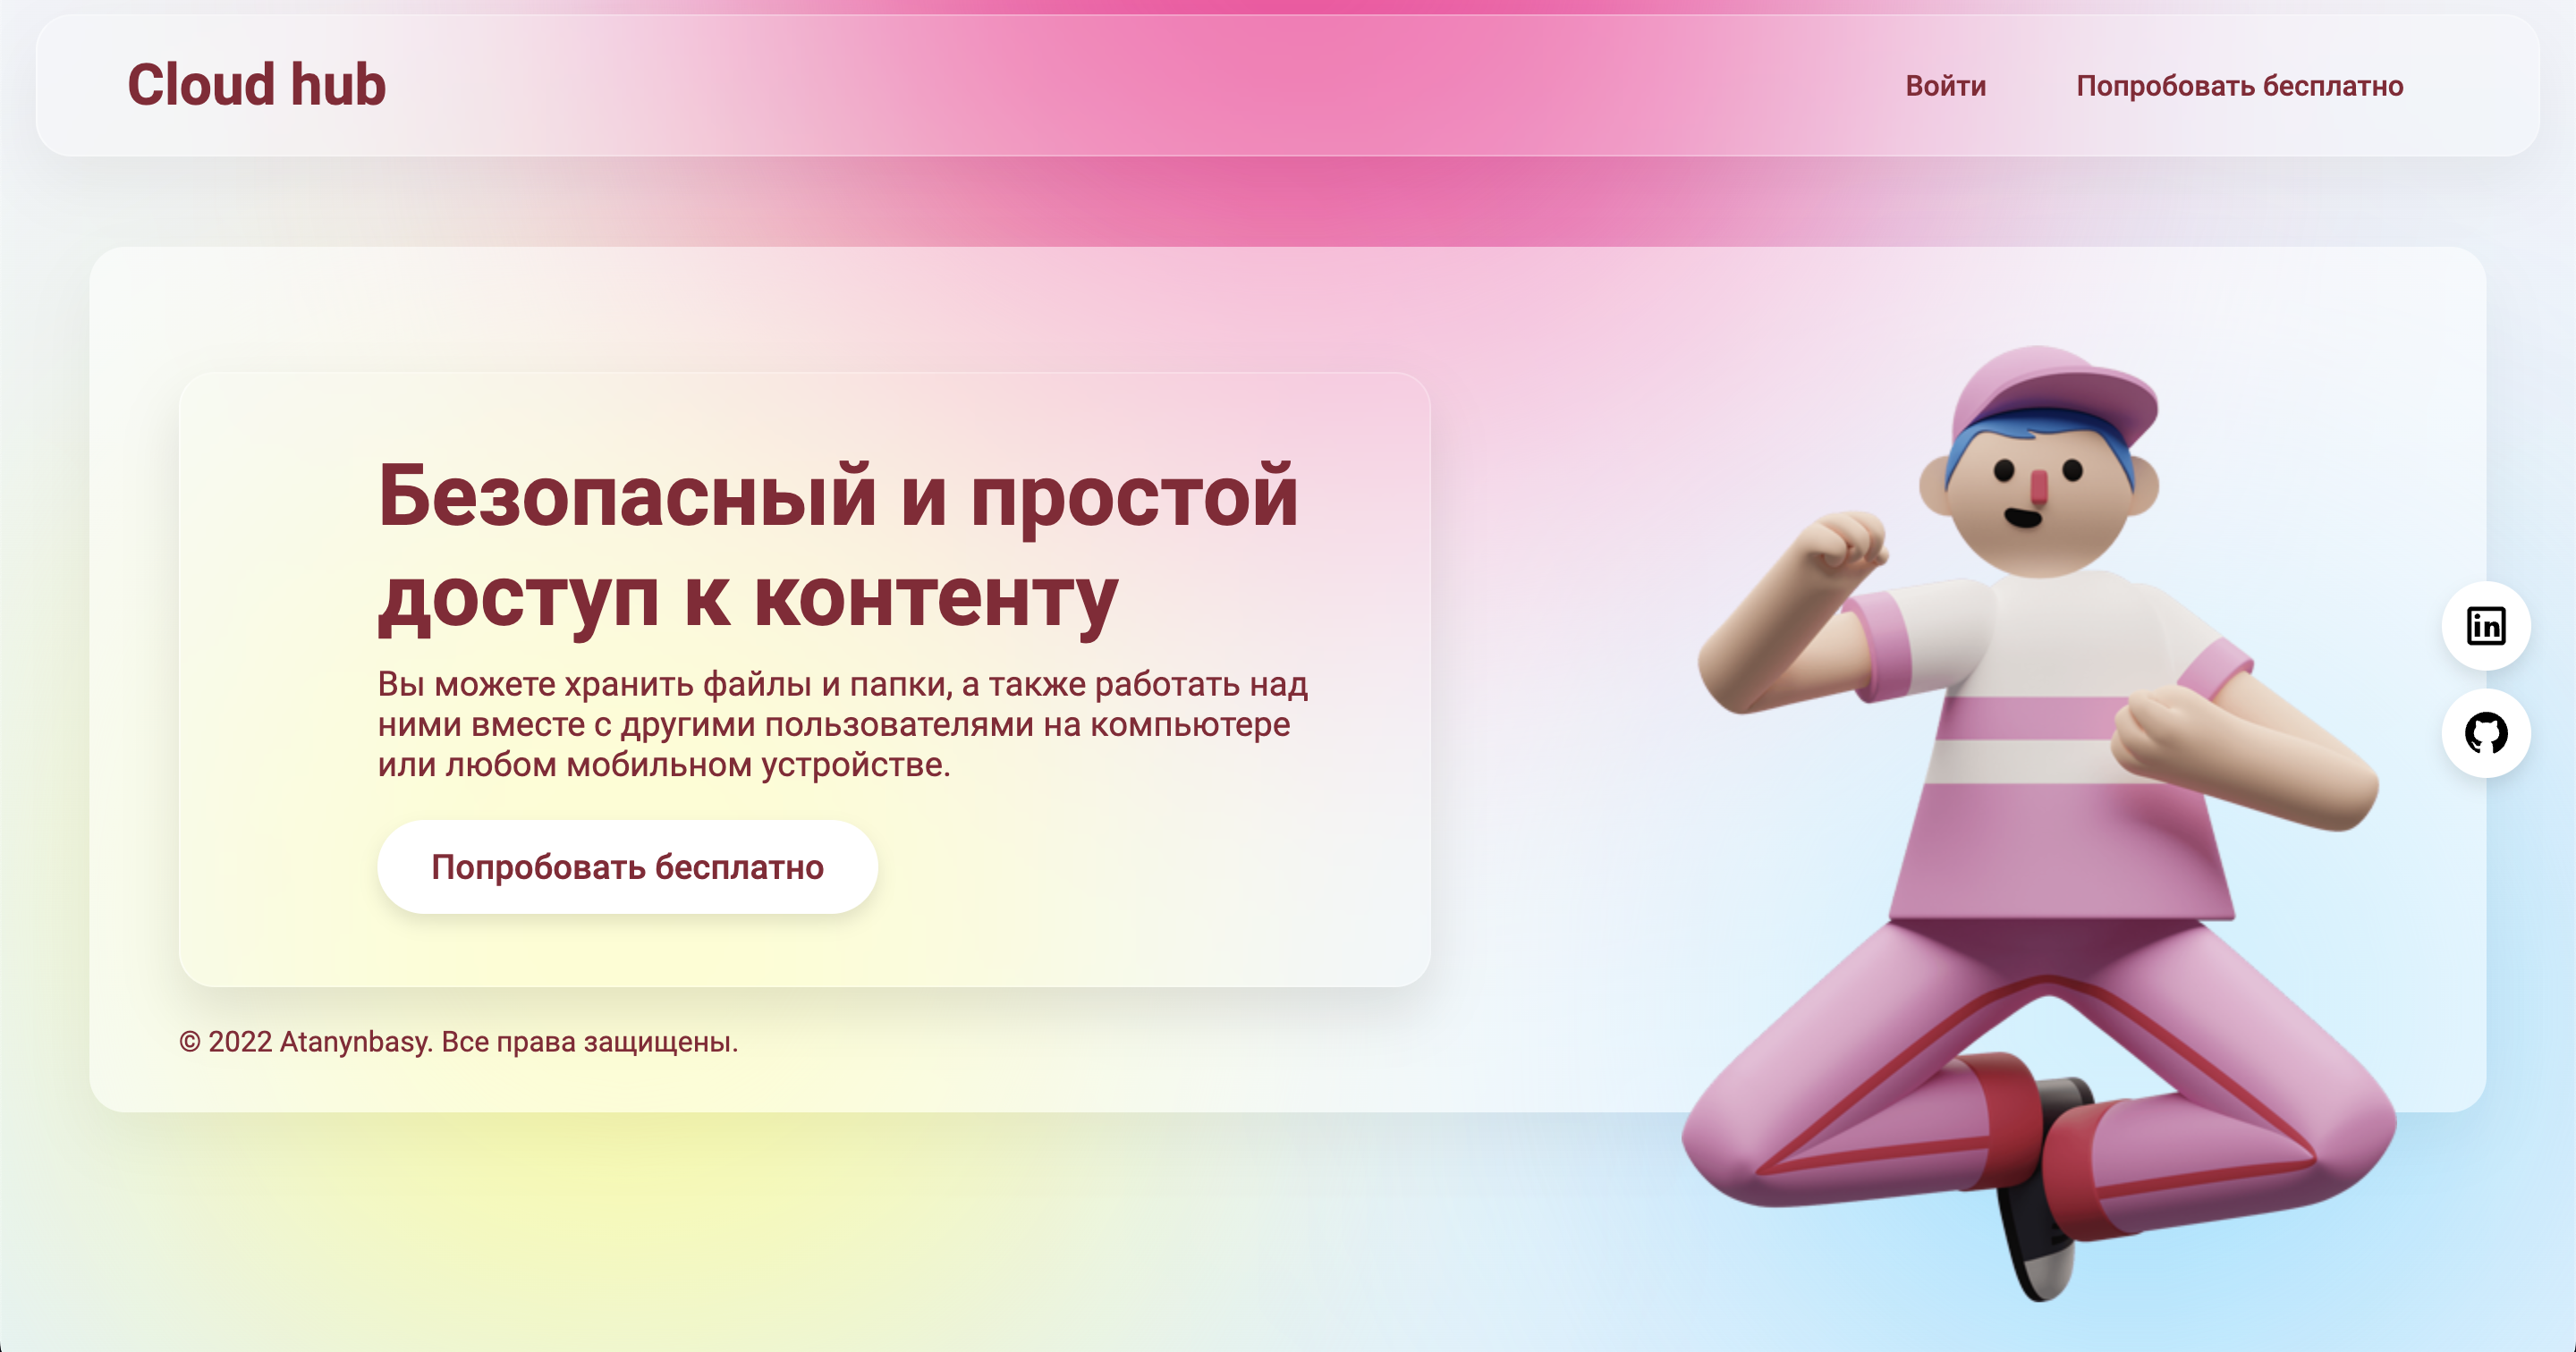 Cloud hub
Войти
Попробовать бесплатно
Безопасный и простой
доступ к контенту
Вы можете хранить файлы и папки, а также работать над
ними вместе с другими пользователями на компьютере
или любом мобильном устройстве.
Попробовать бесплатно
© 2022 Atanynbasy. Все права защищены.
in